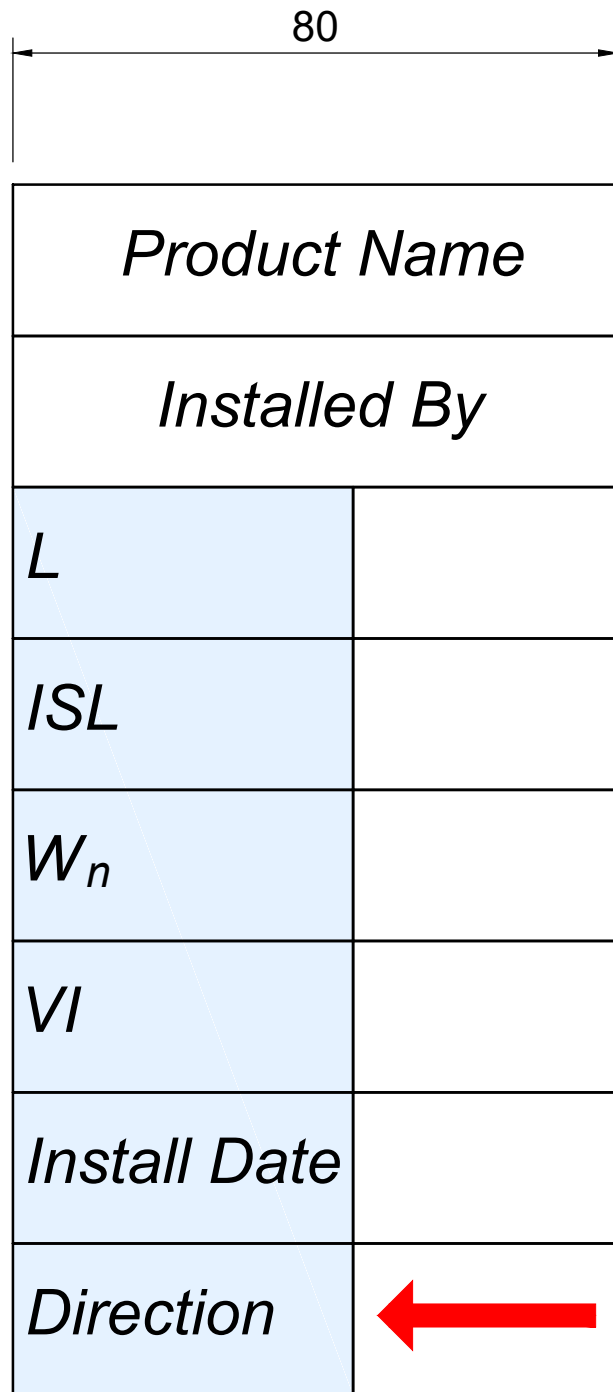 80
Product Name
Installed By
L
ISL
Wn
VI
Install Date
Direction